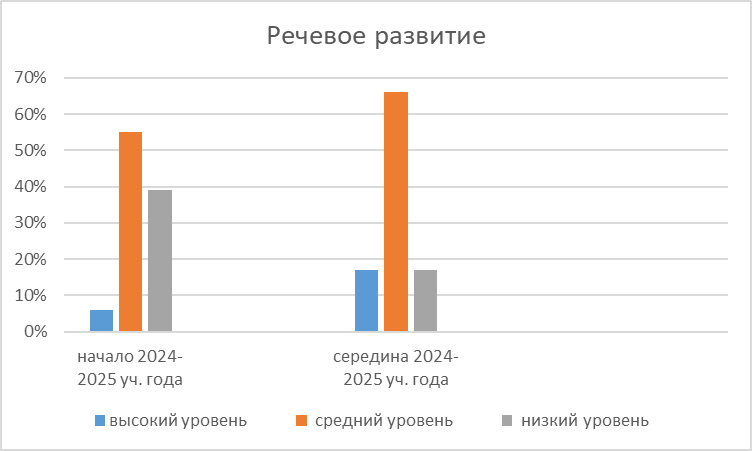 Речевое развитие
70%
60%
50%
40%
30%
20%
10%
0%
начало 2024-
2025 уч. года
середина 2024-
2025 уч. года
высокий уровень
средний уровень
низкий уровень